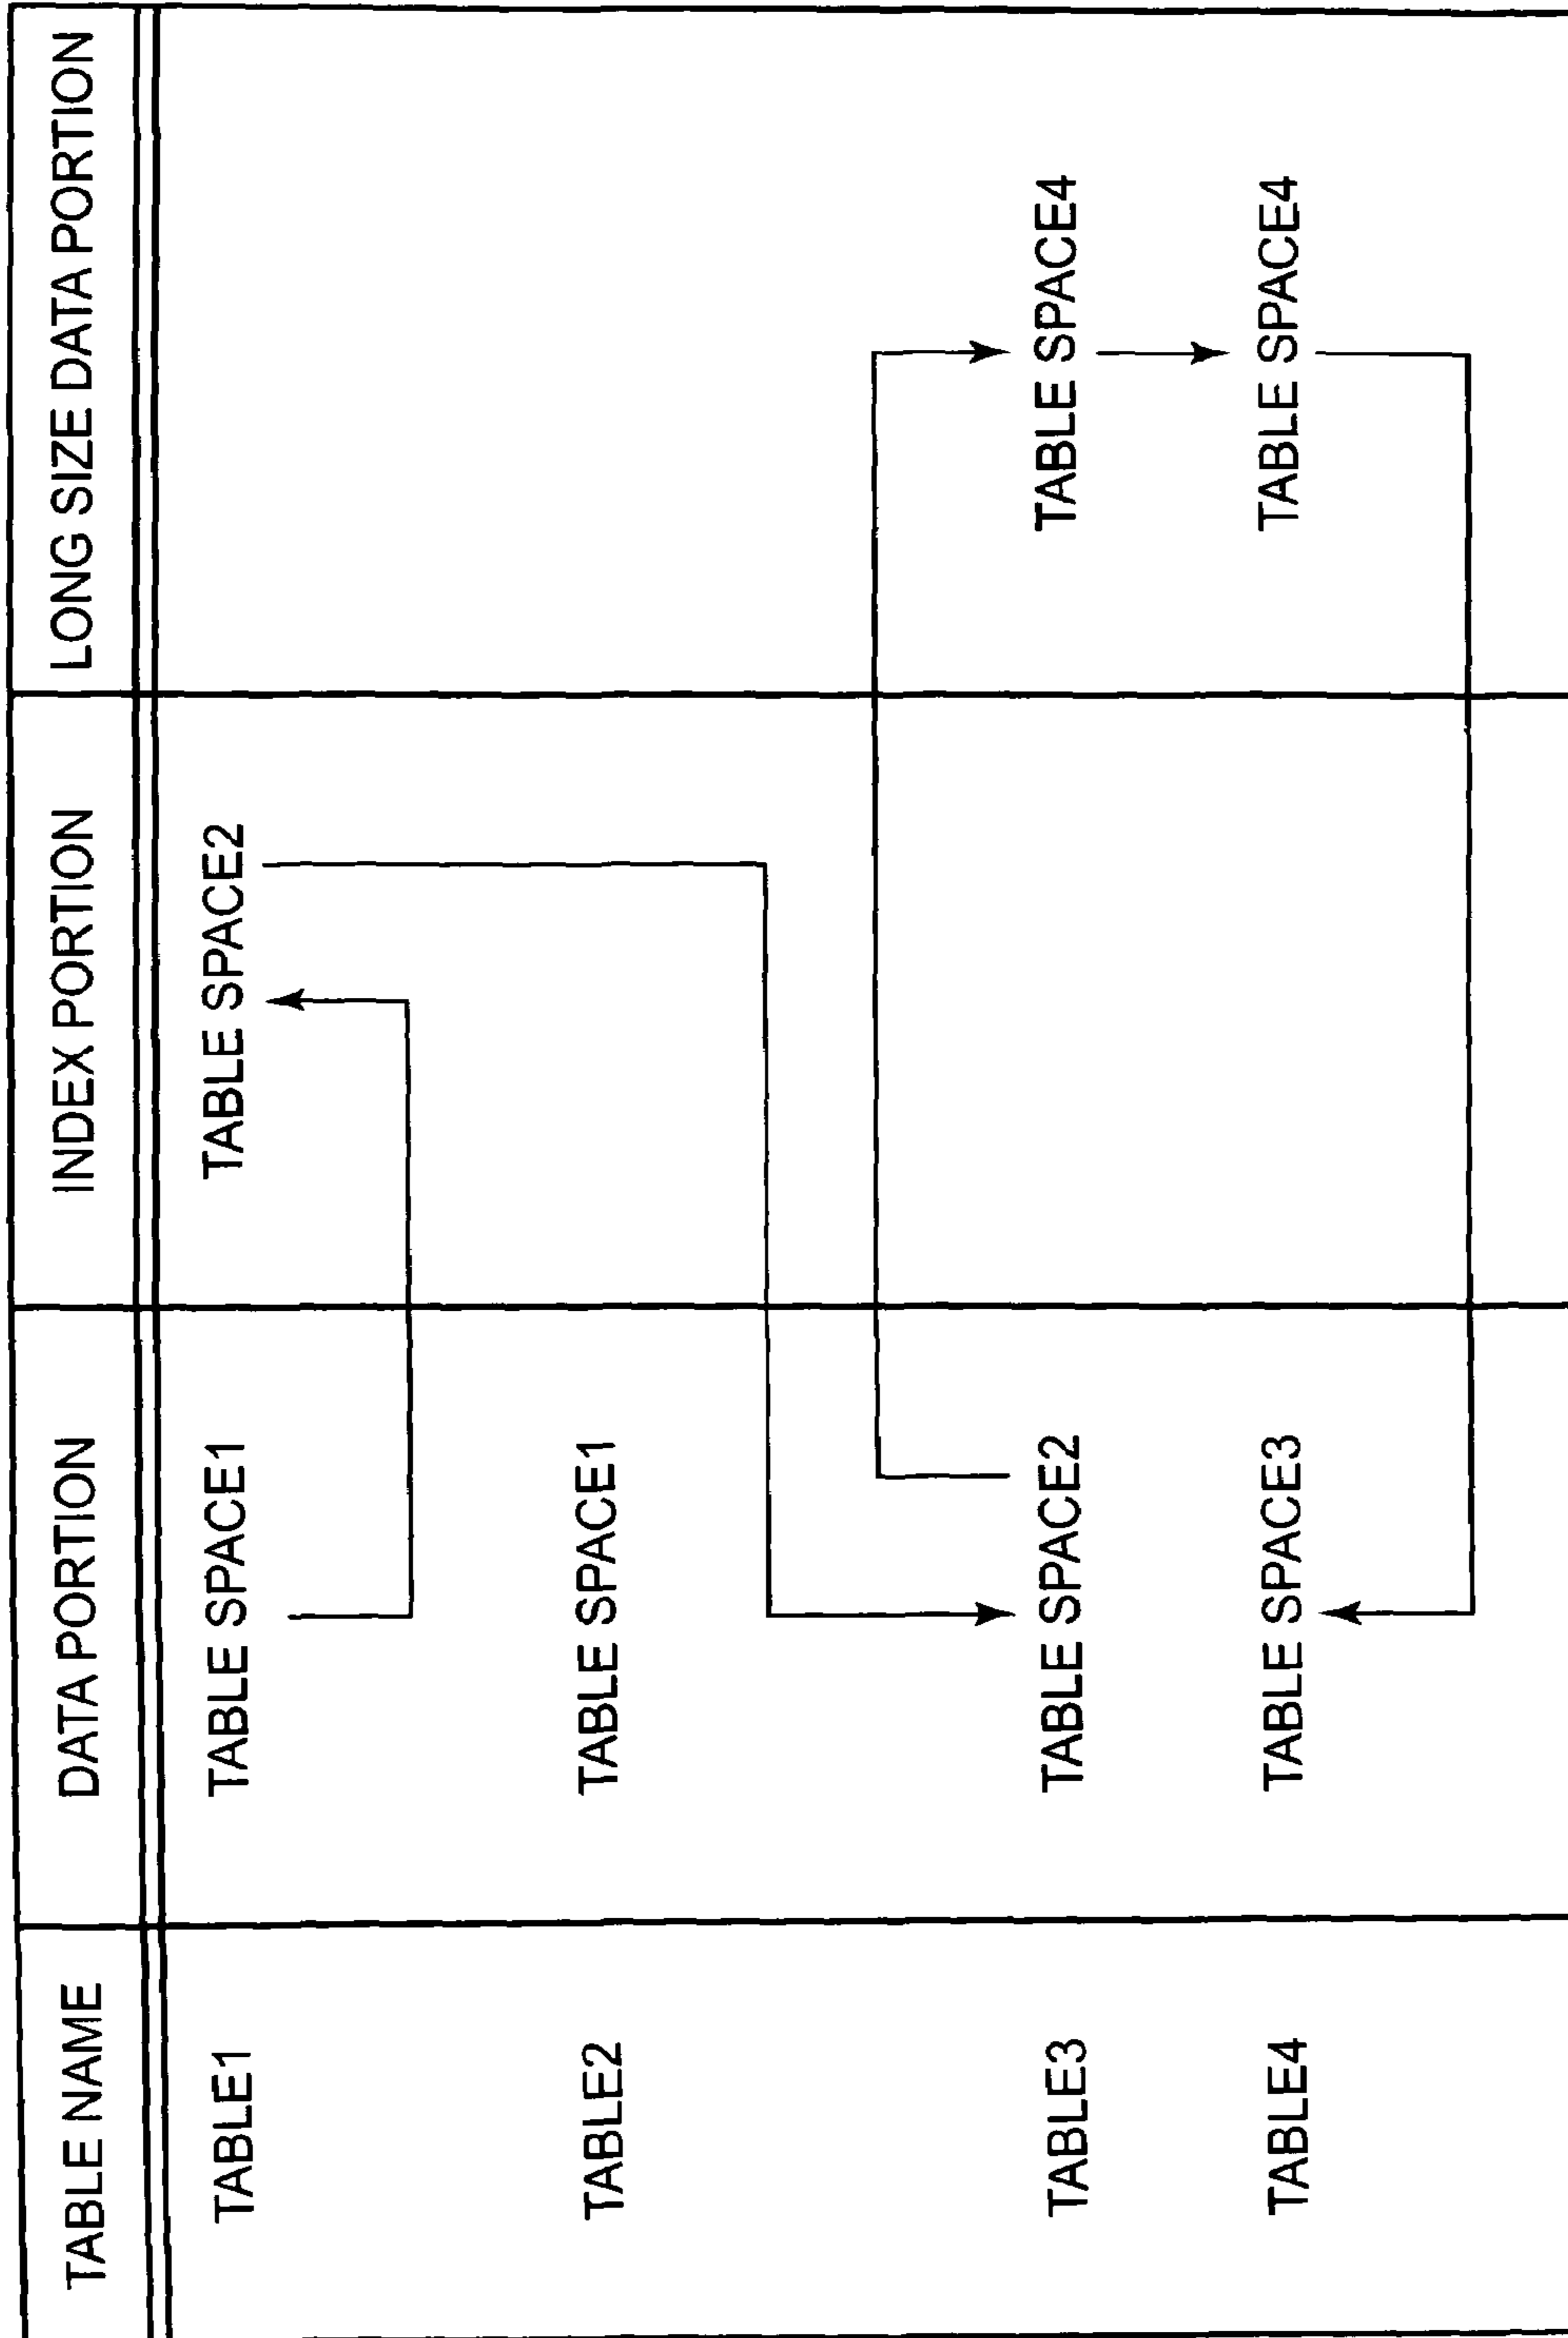 TABLE NAME
DATA PORTION
INDEX PORTION
LONG SIZE DATA PORTION
TABLE1
TABLE SPACE1
TABLE SPACE2
TABLE2
TABLE SPACE1
TABLE3
TABLE SPACE2
TABLE SPACE4
TABLE4
TABLE SPACE3
TABLE SPACE4